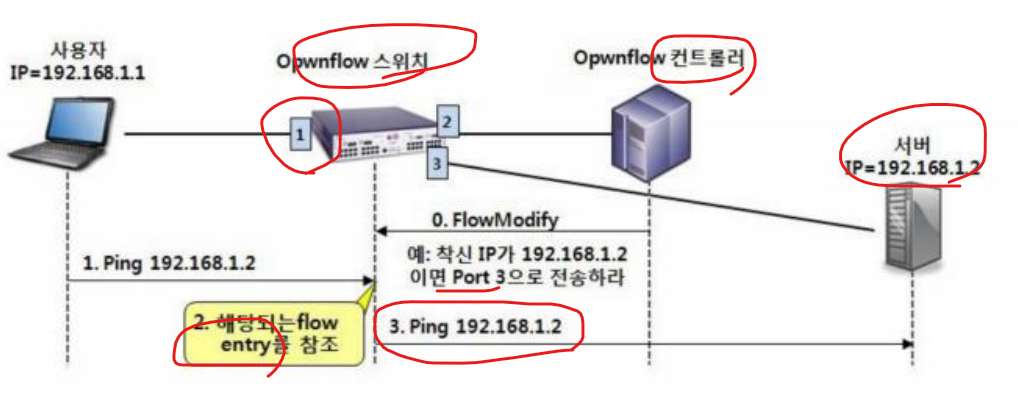 사용자
IP=192.168.1.1
Opwnflow 스위치
Opwnflow 컨트롤러
서버
IP=192.168.1.2
1
2
3
0. FlowModify
예: 착신 IP가 192.168.1.2
이면 Port 3으로 전송하라
1. Ping 192.168.1.2
2. 해당되는flow
entry를 참조
3. Ping 192.168.1.2